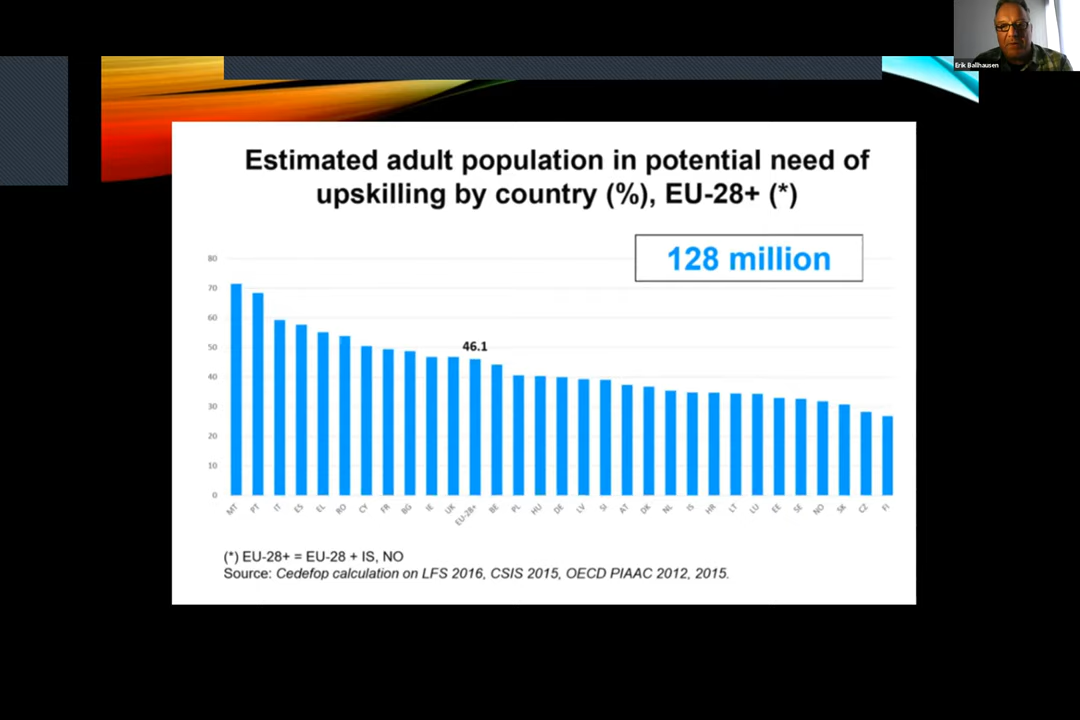 Erik Ballhausen
Estimated adult population in potential need of
upskilling by country (%), EU-28+ (*)
128 million
80
70
60
50
40
30
20
10
0
46.1
MT PT IT ES EL RO CY FR BG IE UK EU-28+ BE PL HU DE LV SI AT DK NL IS HR LT LU EE SE NO SK CZ FI
(*) EU-28+ = EU-28 + IS, NO
Source: Cedefop calculation on LFS 2016, CSIS 2015, OECD PIAAC 2012, 2015.